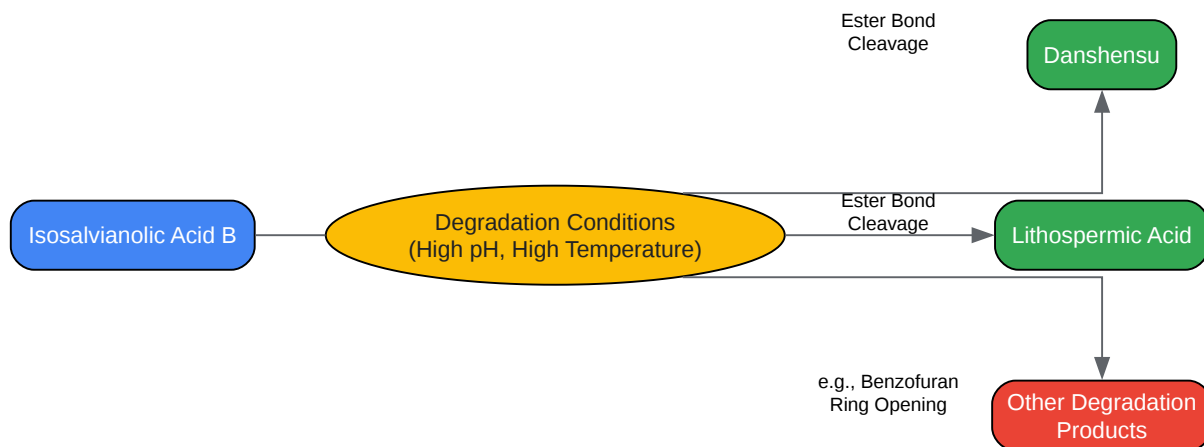 Ester Bond
Cleavage
Danshensu
Isosalvianolic Acid B
Degradation Conditions
(High pH, High Temperature)
Ester Bond
Cleavage
Lithospermic Acid
e.g., Benzofuran
Ring Opening
Other Degradation
Products